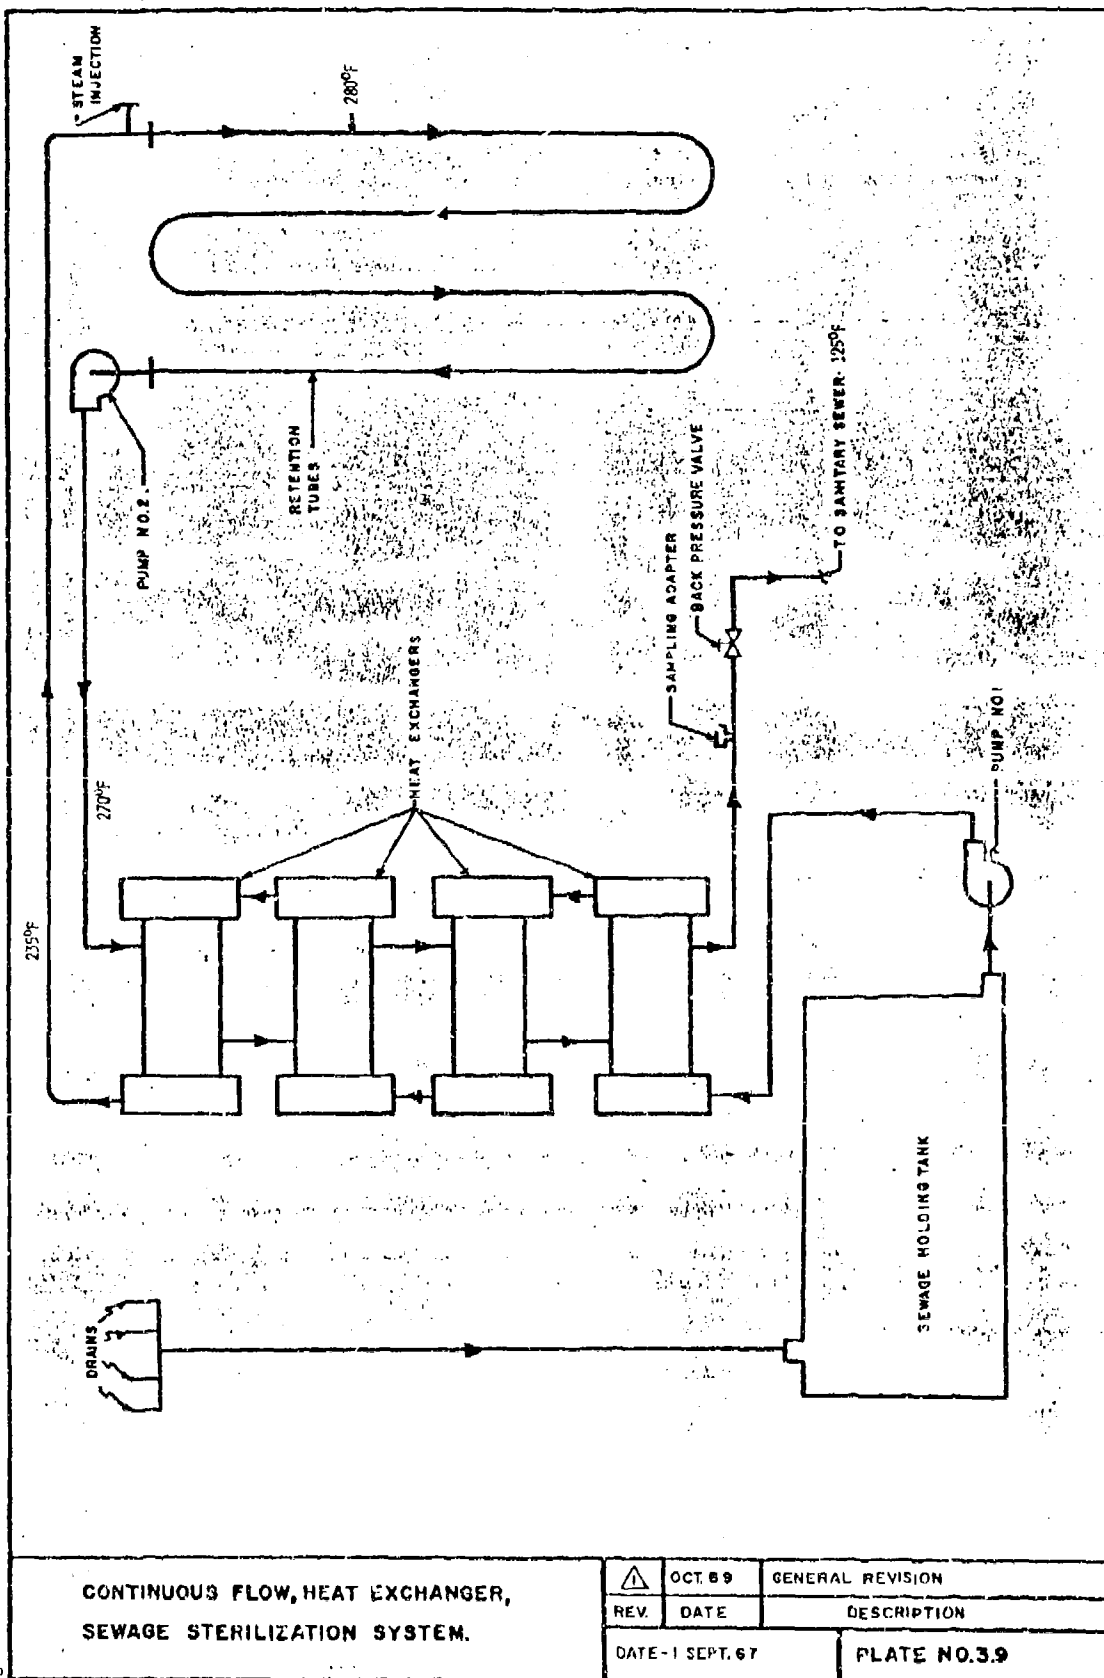 STEAM
INJECTION
280°F
235°F
270°F
PUMP NO.2.
RETENTION
TUBES
HEAT EXCHANGERS
SAMPLING ADAPTER
BACK PRESSURE VALVE
TO SANITARY SEWER- 125°F
PUMP NO1
DRAINS
SEWAGE HOLDING TANK
CONTINUOUS FLOW, HEAT EXCHANGER,
SEWAGE STERILIZATION SYSTEM.
1 OCT. 69 GENERAL REVISION
REV. DATE DESCRIPTION
DATE-1 SEPT. 67 PLATE NO.3.9